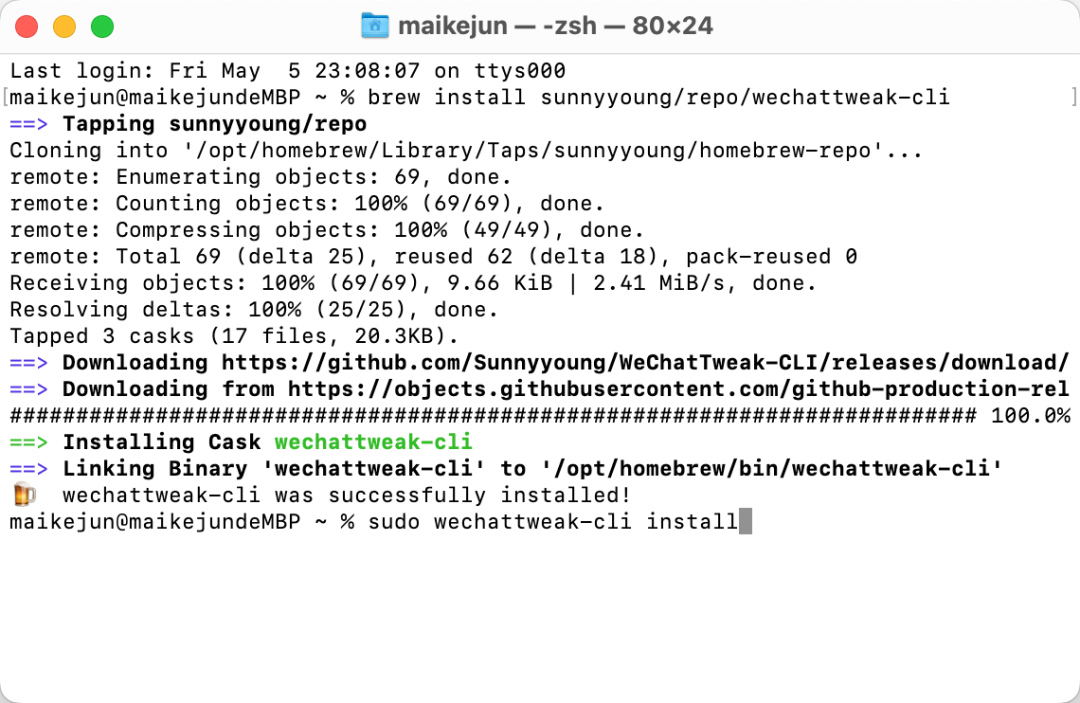 maikejun — -zsh — 80×24
Last login: Fri May  5 23:08:07 on ttys000
[maikejun@maikejundeMBP ~ % brew install sunnyyoung/repo/wechattweak-cli ]
==> Tapping sunnyyoung/repo
Cloning into '/opt/homebrew/Library/Taps/sunnyyoung/homebrew-repo'...
remote: Enumerating objects: 69, done.
remote: Counting objects: 100% (69/69), done.
remote: Compressing objects: 100% (49/49), done.
remote: Total 69 (delta 25), reused 62 (delta 18), pack-reused 0
Receiving objects: 100% (69/69), 9.66 KiB | 2.41 MiB/s, done.
Resolving deltas: 100% (25/25), done.
Tapped 3 casks (17 files, 20.3KB).
==> Downloading https://github.com/Sunnyyoung/WeChatTweak-CLI/releases/download/
==> Downloading from https://objects.githubusercontent.com/github-production-rel
######################################################################### 100.0%
==> Installing Cask wechattweak-cli
==> Linking Binary 'wechattweak-cli' to '/opt/homebrew/bin/wechattweak-cli'
🍺  wechattweak-cli was successfully installed!
maikejun@maikejundeMBP ~ % sudo wechattweak-cli install